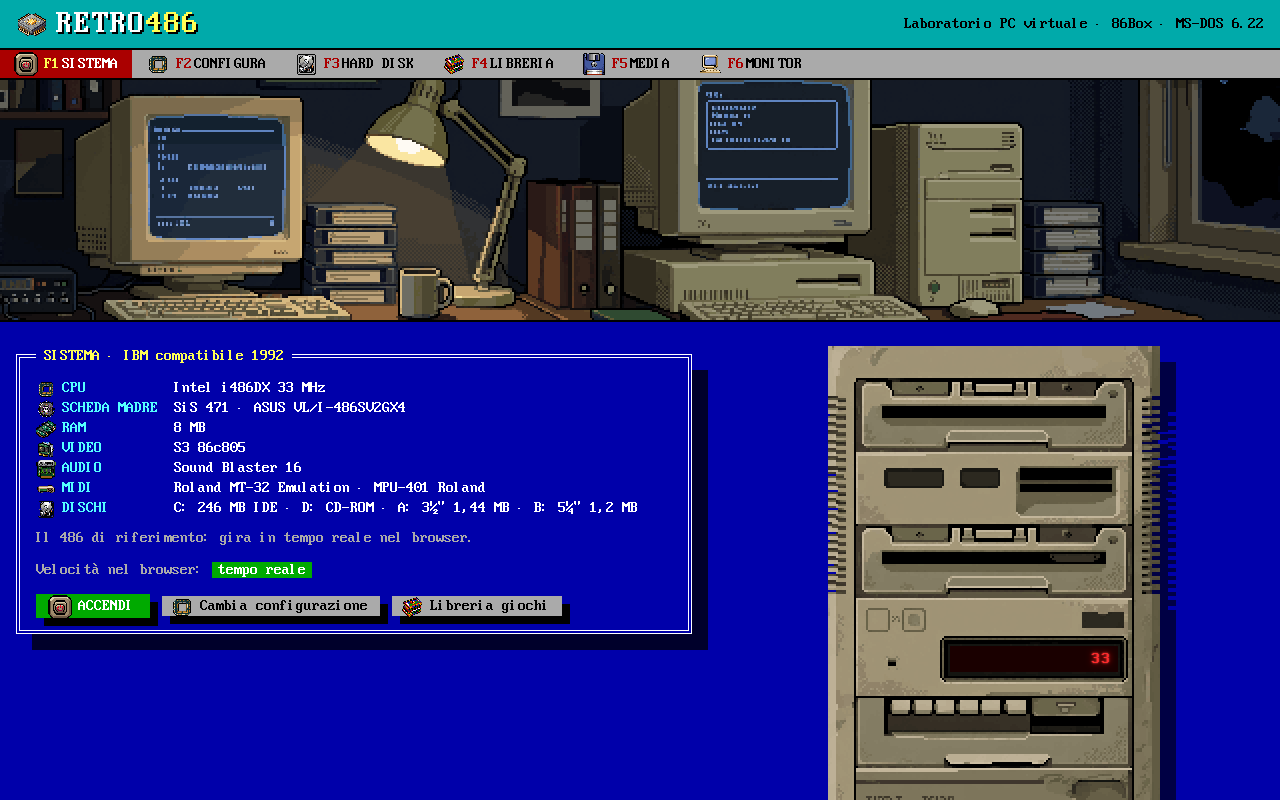 RETRO486
Laboratorio PC virtuale · 86Box · MS-DOS 6.22
F1 SISTEMA F2 CONFIGURA F3 HARD DISK F4 LIBRERIA F5 MEDIA F6 MONITOR
SISTEMA · IBM compatibile 1992
CPU Intel i486DX 33 MHz
SCHEDA MADRE SiS 471 · ASUS VL/I-486SV2GX4
RAM 8 MB
VIDEO S3 86c805
AUDIO Sound Blaster 16
MIDI Roland MT-32 Emulation · MPU-401 Roland
DISCHI C: 246 MB IDE · D: CD-ROM · A: 3½" 1,44 MB · B: 5¼" 1,2 MB
Il 486 di riferimento: gira in tempo reale nel browser.
Velocità nel browser: tempo reale
ACCENDI Cambia configurazione Libreria giochi
33